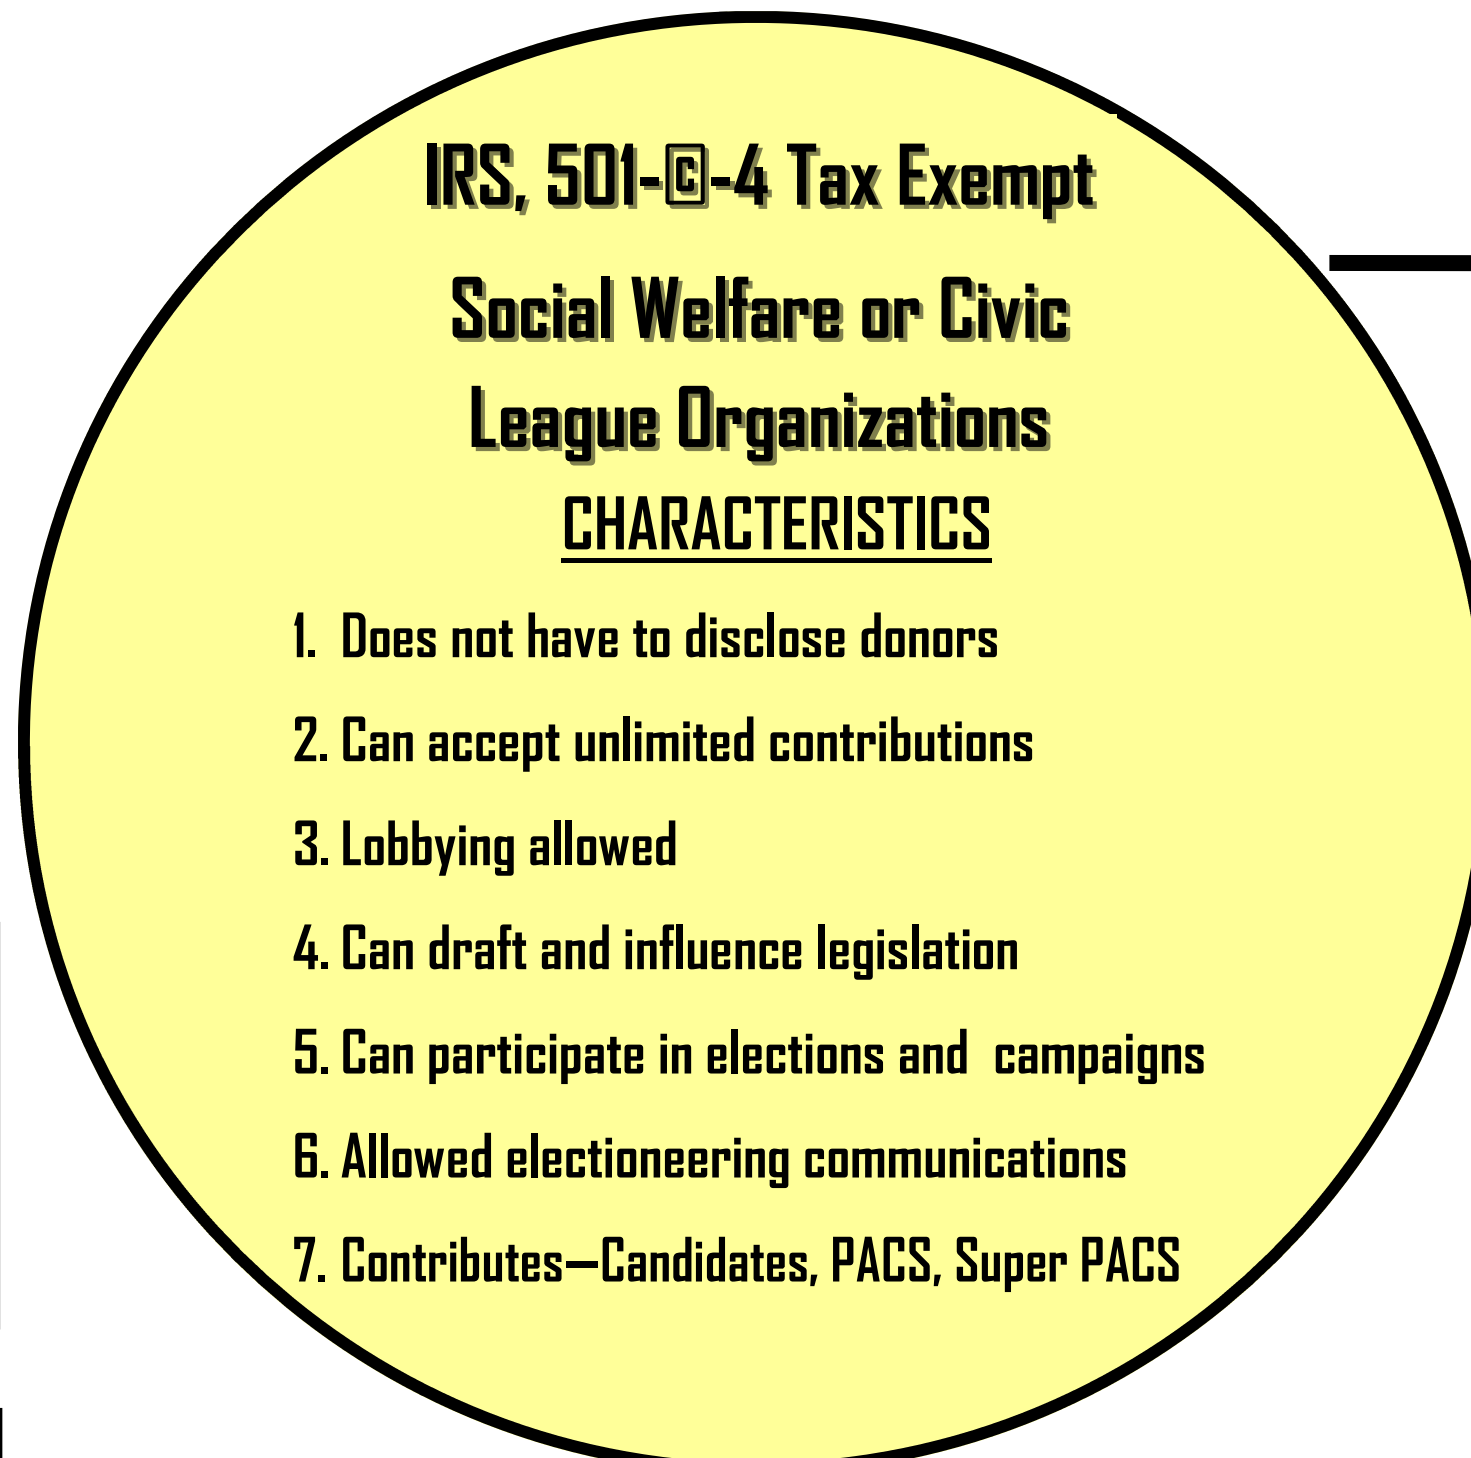 IRS, 501-©-4 Tax Exempt
Social Welfare or Civic
League Organizations
CHARACTERISTICS
1. Does not have to disclose donors
2. Can accept unlimited contributions
3. Lobbying allowed
4. Can draft and influence legislation
5. Can participate in elections and campaigns
6. Allowed electioneering communications
7. Contributes—Candidates, PACS, Super PACS